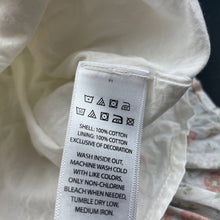 SHELL: 100% COTTON
LINING: 100% COTTON
EXCLUSIVE OF DECORATION
WASH INSIDE OUT,
MACHINE WASH COLD
WITH LIKE COLORS,
ONLY NON-CHLORINE
BLEACH WHEN NEEDED,
TUMBLE DRY LOW,
MEDIUM IRON.